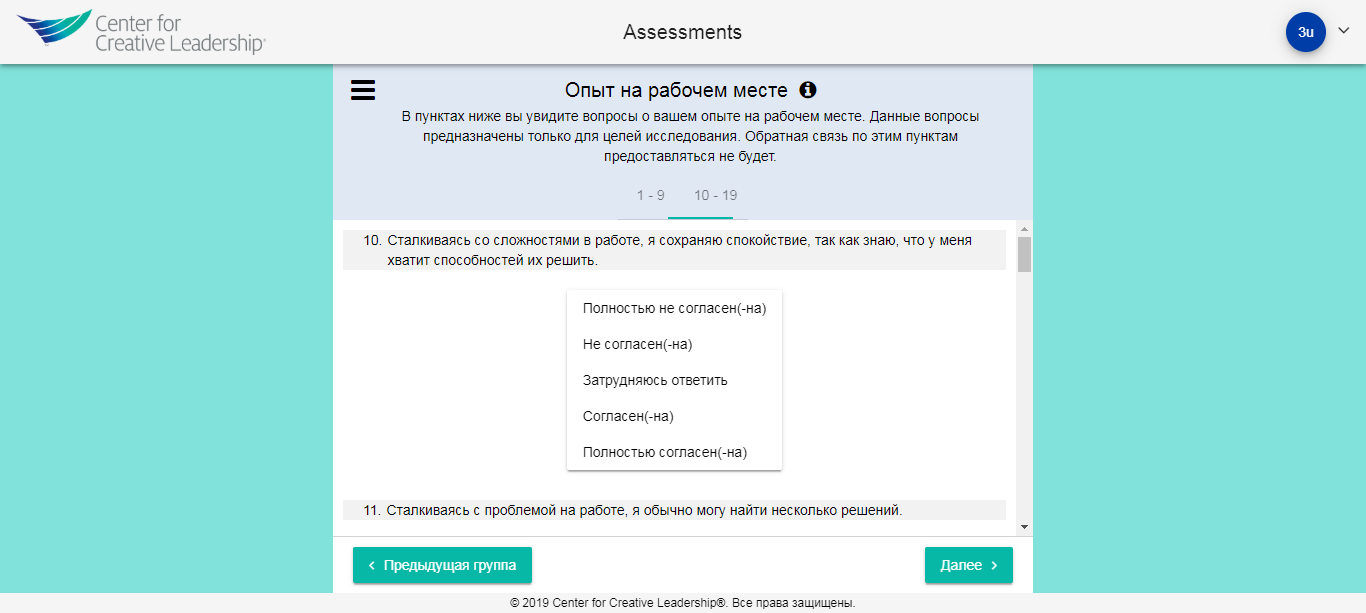 Center for
Creative Leadership®
Assessments
3u
Опыт на рабочем месте
В пунктах ниже вы увидите вопросы о вашем опыте на рабочем месте. Данные вопросы
предназначены только для целей исследования. Обратная связь по этим пунктам
предоставляться не будет.
1 - 9
10 - 19
10. Сталкиваясь со сложностями в работе, я сохраняю спокойствие, так как знаю, что у меня
хватит способностей их решить.
Полностью не согласен(-на)
Не согласен(-на)
Затрудняюсь ответить
Согласен(-на)
Полностью согласен(-на)
11. Сталкиваясь с проблемой на работе, я обычно могу найти несколько решений.
Предыдущая группа
Далее
© 2019 Center for Creative Leadership®. Все права защищены.